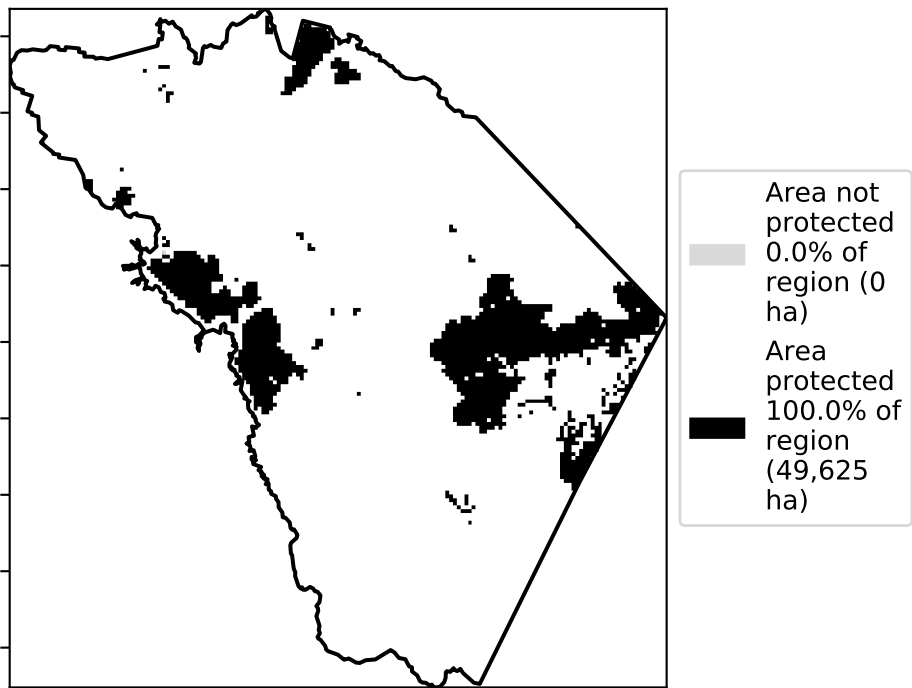 Area not
protected
0.0% of
region (0
ha)
Area
protected
100.0% of
region
(49,625
ha)